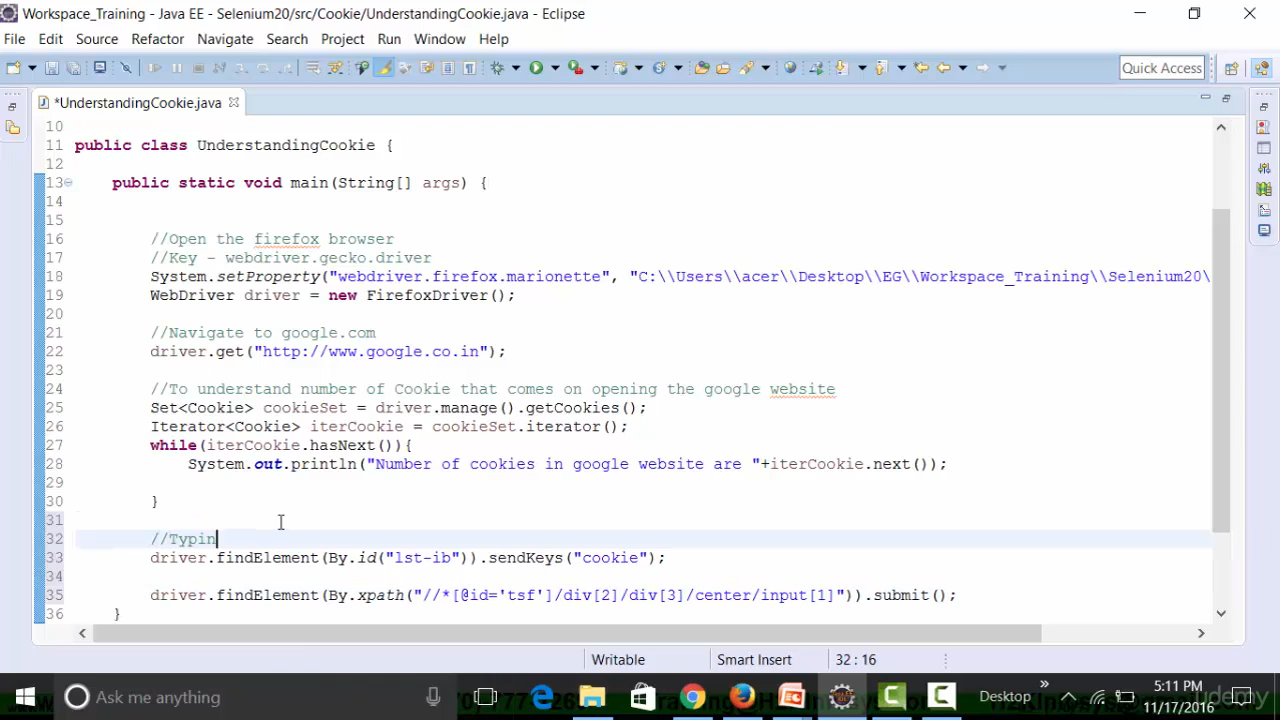 Workspace_Training - Java EE - Selenium20/src/Cookie/UnderstandingCookie.java - Eclipse
File Edit Source Refactor Navigate Search Project Run Window Help
Quick Access
*UnderstandingCookie.java
10
11 public class UnderstandingCookie {
12
13 public static void main(String[] args) {
14
15
16 //Open the firefox browser
17 //Key - webdriver.gecko.driver
18 System.setProperty("webdriver.firefox.marionette", "C:\\Users\\acer\\Desktop\\EG\\Workspace_Training\\Selenium20\
19 WebDriver driver = new FirefoxDriver();
20
21 //Navigate to google.com
22 driver.get("http://www.google.co.in");
23
24 //To understand number of Cookie that comes on opening the google website
25 Set<Cookie> cookieSet = driver.manage().getCookies();
26 Iterator<Cookie> iterCookie = cookieSet.iterator();
27 while(iterCookie.hasNext()){
28 System.out.println("Number of cookies in google website are "+iterCookie.next());
29
30 }
31
32 //Typin
33 driver.findElement(By.id("lst-ib")).sendKeys("cookie");
34
35 driver.findElement(By.xpath("//*[@id='tsf']/div[2]/div[3]/center/input[1]")).submit();
36 }
Writable Smart Insert 32 : 16
Ask me anything
Desktop
5:11 PM
11/17/2016
udemy